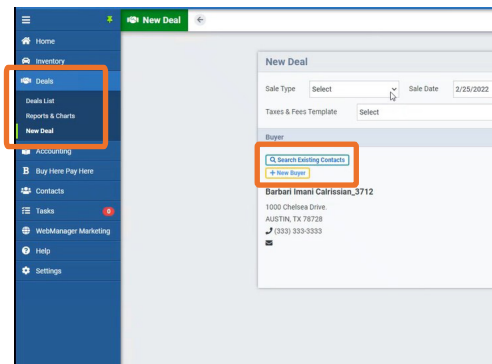 New Deal
Home
Inventory
Deals
Deals List
Reports & Charts
New Deal
Accounting
Buy Here Pay Here
Contacts
Tasks 0
WebManager Marketing
Help
Settings
New Deal
Sale Type Select Sale Date 2/25/2022
Taxes & Fees Template Select
Buyer
Search Existing Contacts
+ New Buyer
Barbari Imani Calrissian_3712
1000 Chelsea Drive.
AUSTIN, TX 78728
(333) 333-3333